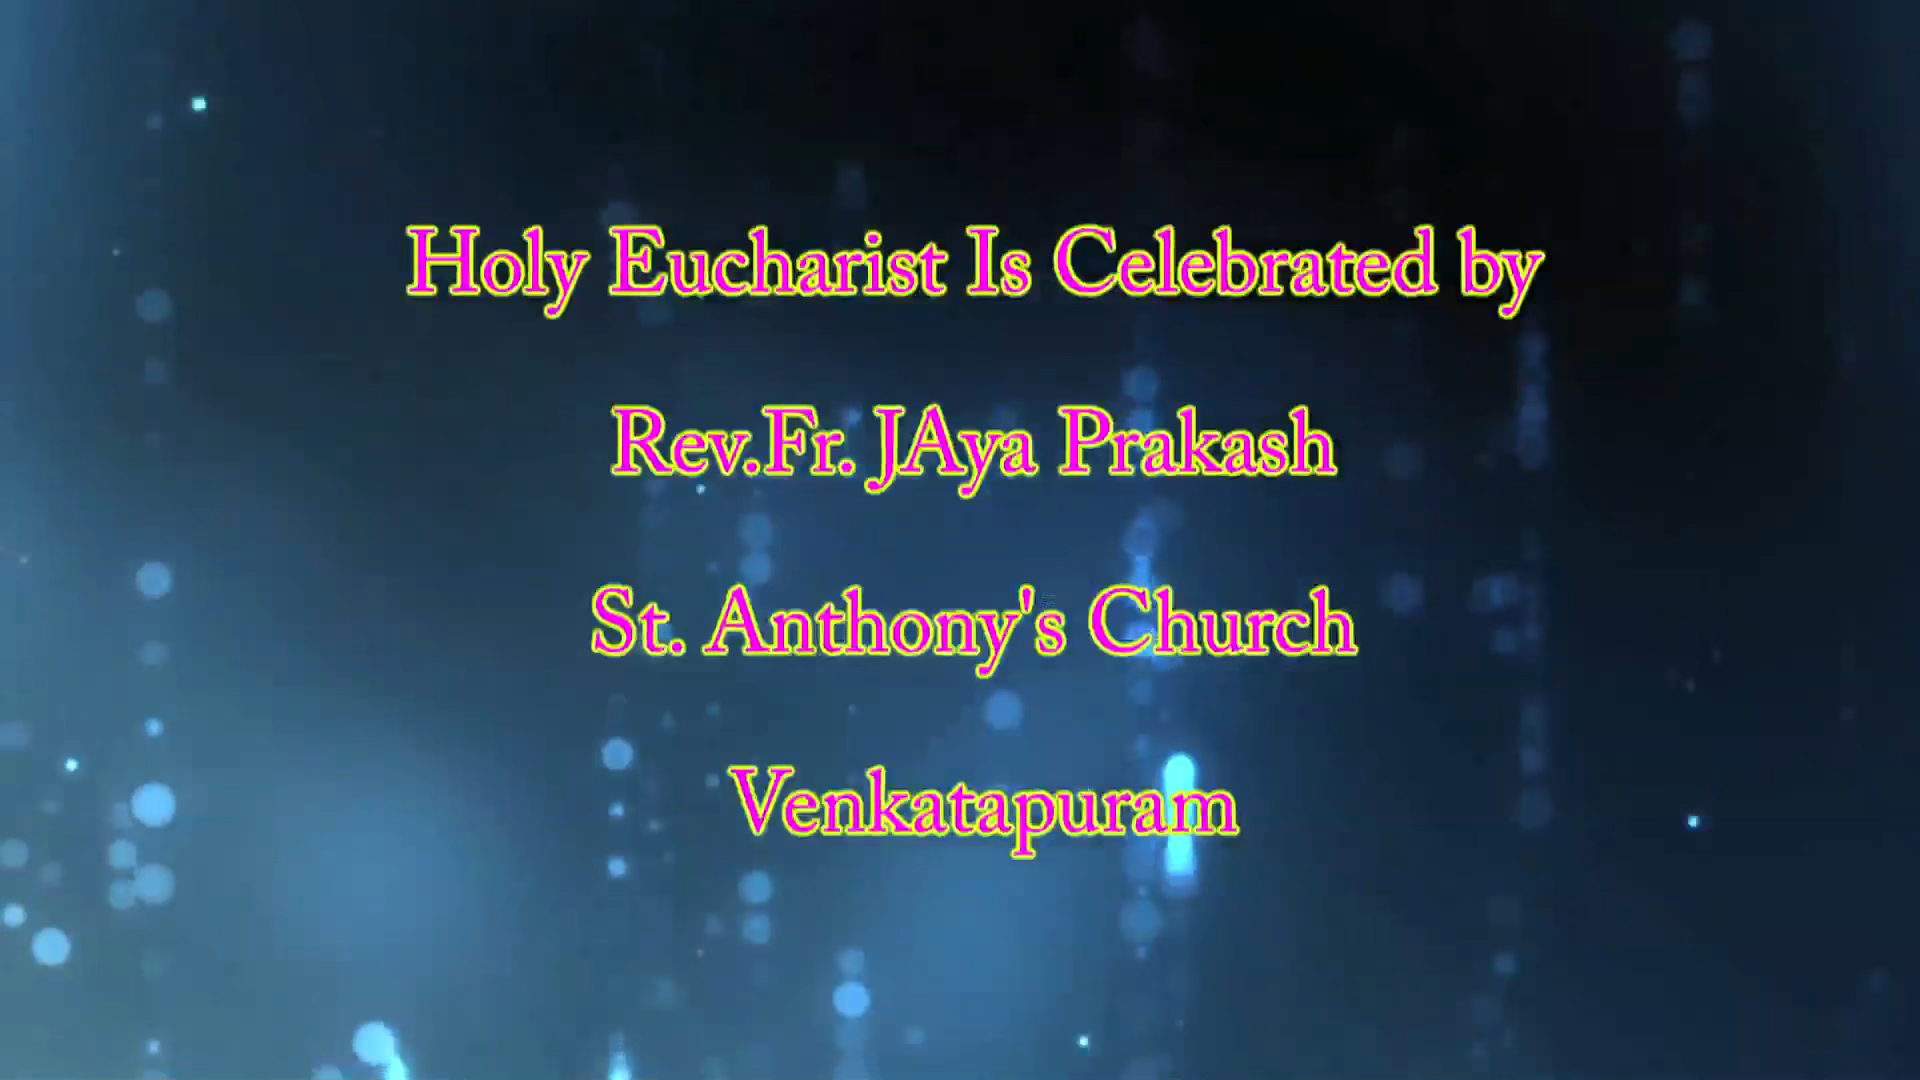 Holy Eucharist Is Celebrated by
Rev.Fr. JAya Prakash
St. Anthony's Church
Venkatapuram